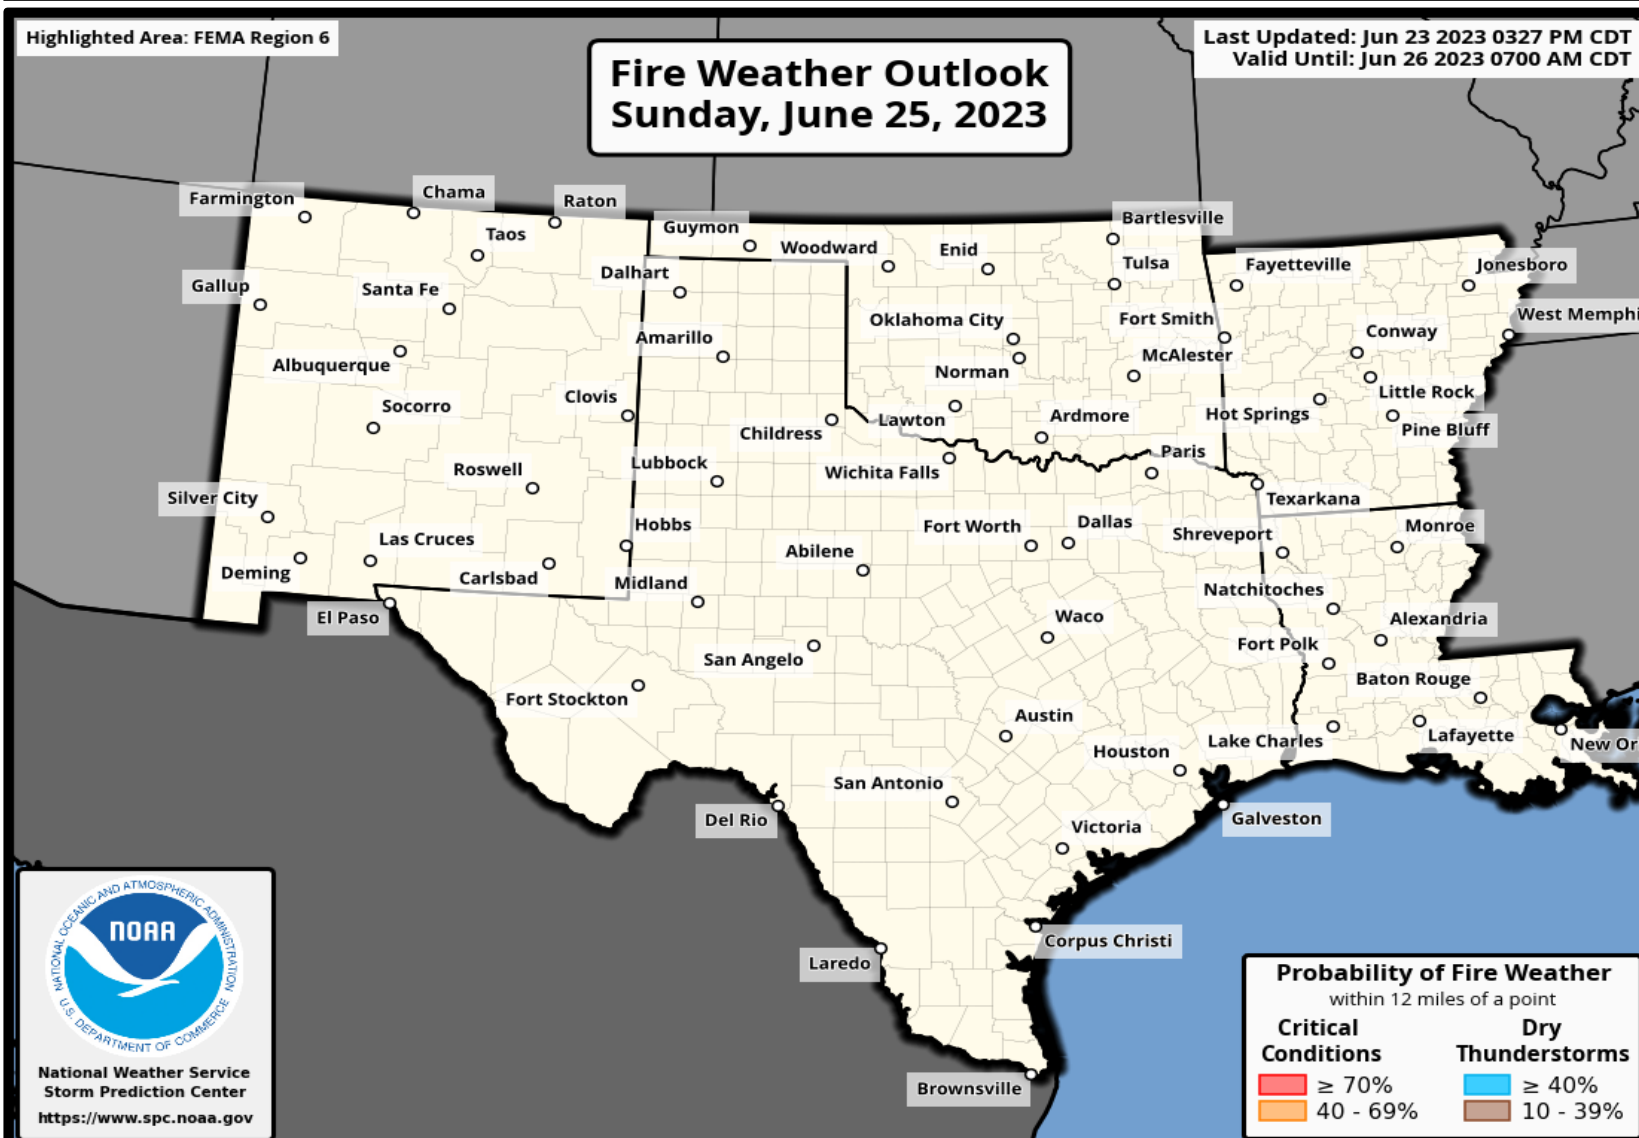 Highlighted Area: FEMA Region 6
Last Updated: Jun 23 2023 0327 PM CDT
Valid Until: Jun 26 2023 0700 AM CDT
Fire Weather Outlook
Sunday, June 25, 2023
Farmington
Chama
Raton
Taos
Guymon
Woodward
Enid
Bartlesville
Tulsa
Fayetteville
Jonesboro
Gallup
Santa Fe
Dalhart
Oklahoma City
Fort Smith
West Memphi
Amarillo
Conway
Albuquerque
McAlester
Norman
Little Rock
Socorro
Clovis
Childress
Lawton
Ardmore
Hot Springs
Pine Bluff
Roswell
Lubbock
Wichita Falls
Paris
Silver City
Texarkana
Hobbs
Fort Worth
Dallas
Shreveport
Monroe
Las Cruces
Abilene
Deming
Carlsbad
Midland
Natchitoches
El Paso
Waco
Alexandria
San Angelo
Fort Polk
Fort Stockton
Baton Rouge
Austin
Houston
Lake Charles
Lafayette
New Or
San Antonio
Del Rio
Victoria
Galveston
Corpus Christi
Laredo
Brownsville
NATIONAL OCEANIC AND ATMOSPHERIC ADMINISTRATION
NOAA
U.S. DEPARTMENT OF COMMERCE
National Weather Service
Storm Prediction Center
https://www.spc.noaa.gov
Probability of Fire Weather
within 12 miles of a point
Critical Conditions
Dry Thunderstorms
≥ 70%
≥ 40%
40 - 69%
10 - 39%